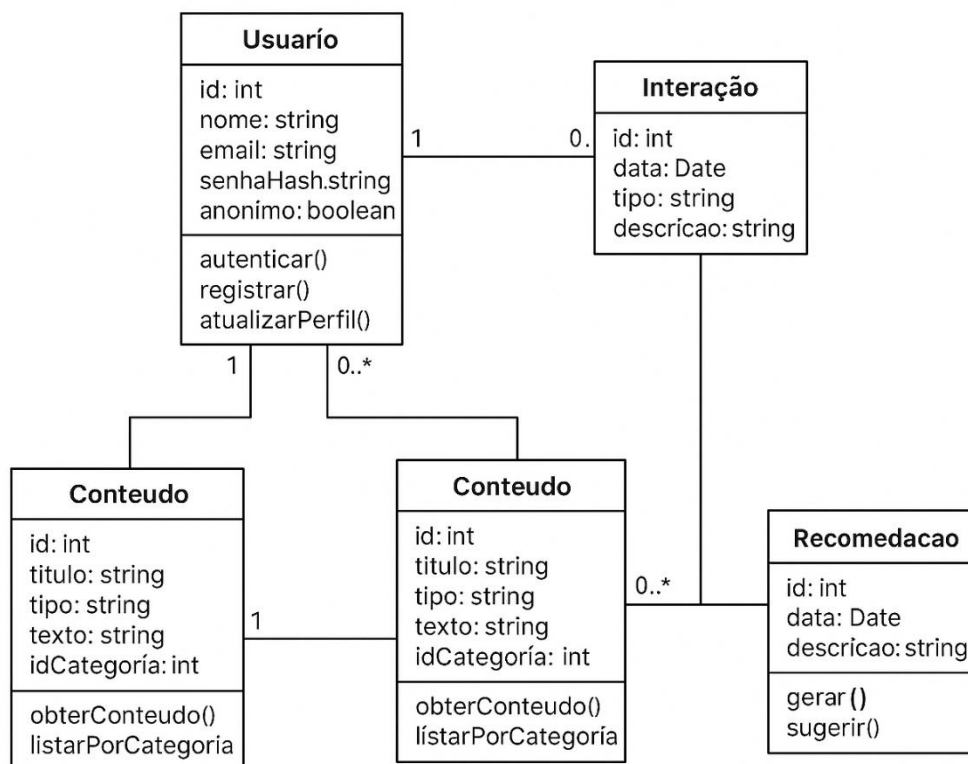 Usuarío
id: int
nome: string
email: string
senhaHash.string
anonimo: boolean
autenticar()
registrar()
atualizarPerfil()
1
0.
Interação
id: int
data: Date
tipo: string
descricao: string
1
0..*
Conteudo
id: int
titulo: string
tipo: string
texto: string
idCategoría: int
obterConteudo()
listarPorCategoria
1
Conteudo
id: int
titulo: string
tipo: string
texto: string
idCategoría: int
obterConteudo()
lístarPorCategoría
0..*
Recomedacao
id: int
data: Date
descricao: string
gerar()
sugerir()